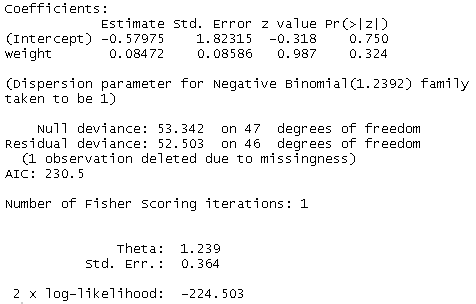 Coefficients:
Estimate Std. Error z value Pr(>|z|)
(Intercept) -0.57975 1.82315 -0.318 0.750
weight 0.08472 0.08586 0.987 0.324
(Dispersion parameter for Negative Binomial(1.2392) family
taken to be 1)
Null deviance: 53.342 on 47 degrees of freedom
Residual deviance: 52.503 on 46 degrees of freedom
(1 observation deleted due to missingness)
AIC: 230.5
Number of Fisher Scoring iterations: 1
Theta: 1.239
Std. Err.: 0.364
2 x log-likelihood: -224.503